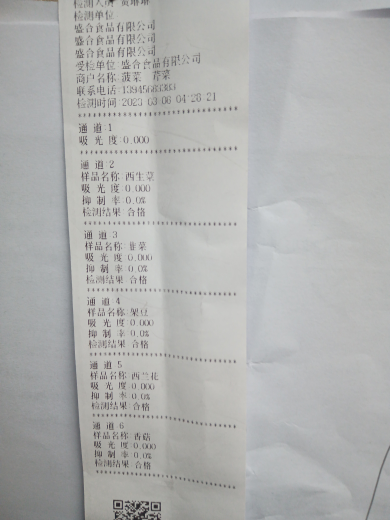 检测人员 黄珞珞
检测单位
盛合食品有限公司
盛合食品有限公司
盛合食品有限公司
受检单位 盛合食品有限公司
商户名称:菠菜 芹菜
联系电话:13945683383
检测时间 2023-03-06 04-26-21
通 道:1
吸 光 度:0.000
通 道:2
样品名称:西生菜
吸 光 度:0.000
抑 制 率:0.0%
检测结果 合格
通 道 3
样品名称:韭菜
吸 光 度:0.000
抑 制 率:0.0%
检测结果:合格
通 道 4
样品名称:架豆
吸 光 度:0.000
抑 制 率:0.0%
检测结果:合格
通 道 5
样品名称:西兰花
吸 光 度:0.000
抑 制 率:0.0%
检测结果:合格
通 道 6
样品名称:香菇
吸 光 度:0.000
抑 制 率:0.0%
检测结果 合格